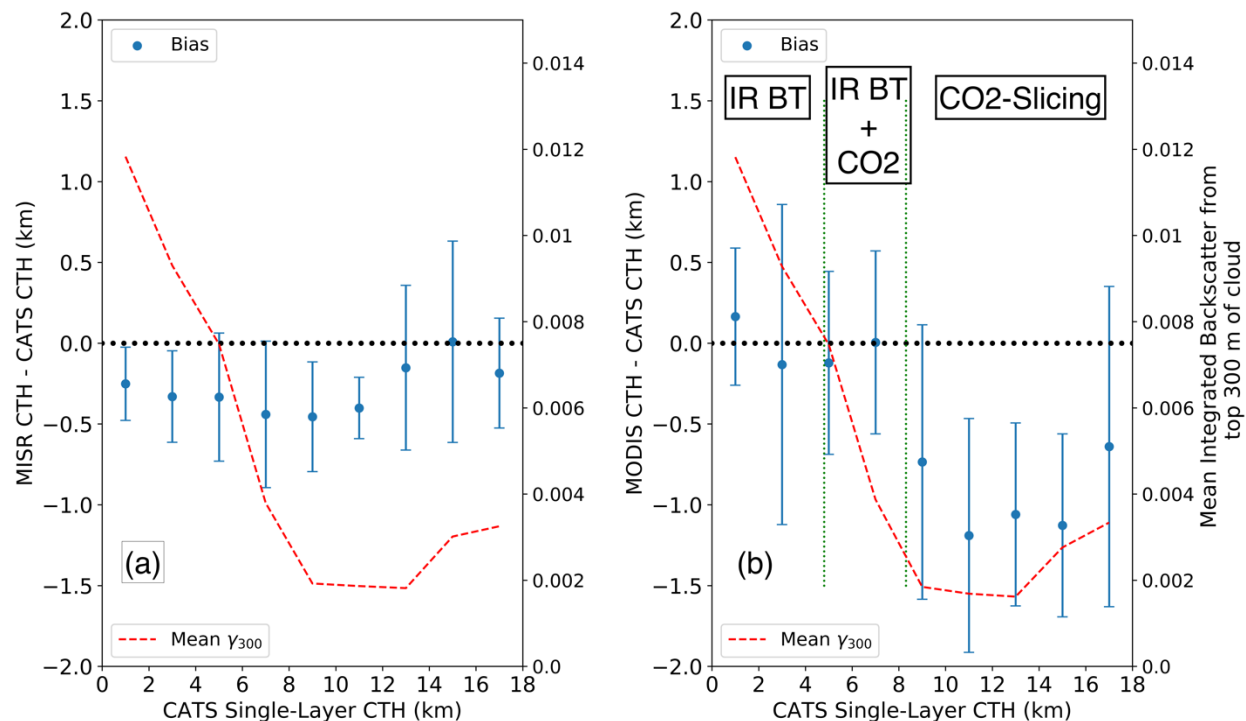 2.0
1.5
1.0
0.5
0.0
−0.5
−1.0
−1.5
−2.0
MISR CTH - CATS CTH (km)
Bias
(a)
Mean γ300
0.014
0.012
0.01
0.008
0.006
0.004
0.002
0.0
0 2 4 6 8 10 12 14 16 18
CATS Single-Layer CTH (km)
2.0
1.5
1.0
0.5
0.0
−0.5
−1.0
−1.5
−2.0
MODIS CTH - CATS CTH (km)
Bias
IR BT
IR BT
+
CO2
CO2-Slicing
(b)
Mean γ300
0.014
0.012
0.01
0.008
0.006
0.004
0.002
0.0
Mean Integrated Backscatter from
top 300 m of cloud
0 2 4 6 8 10 12 14 16 18
CATS Single-Layer CTH (km)